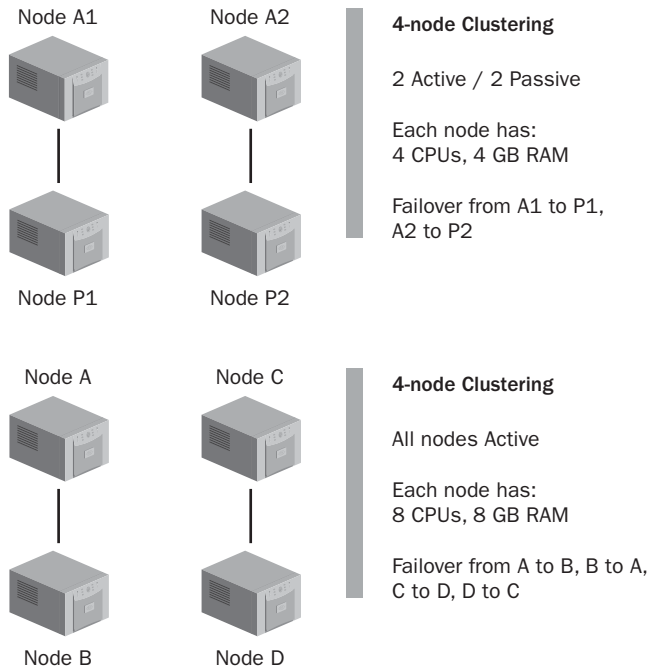 Node A1
Node A2
Node P1
Node P2
4-node Clustering
2 Active / 2 Passive
Each node has:
4 CPUs, 4 GB RAM
Failover from A1 to P1,
A2 to P2
Node A
Node C
Node B
Node D
4-node Clustering
All nodes Active
Each node has:
8 CPUs, 8 GB RAM
Failover from A to B, B to A,
C to D, D to C